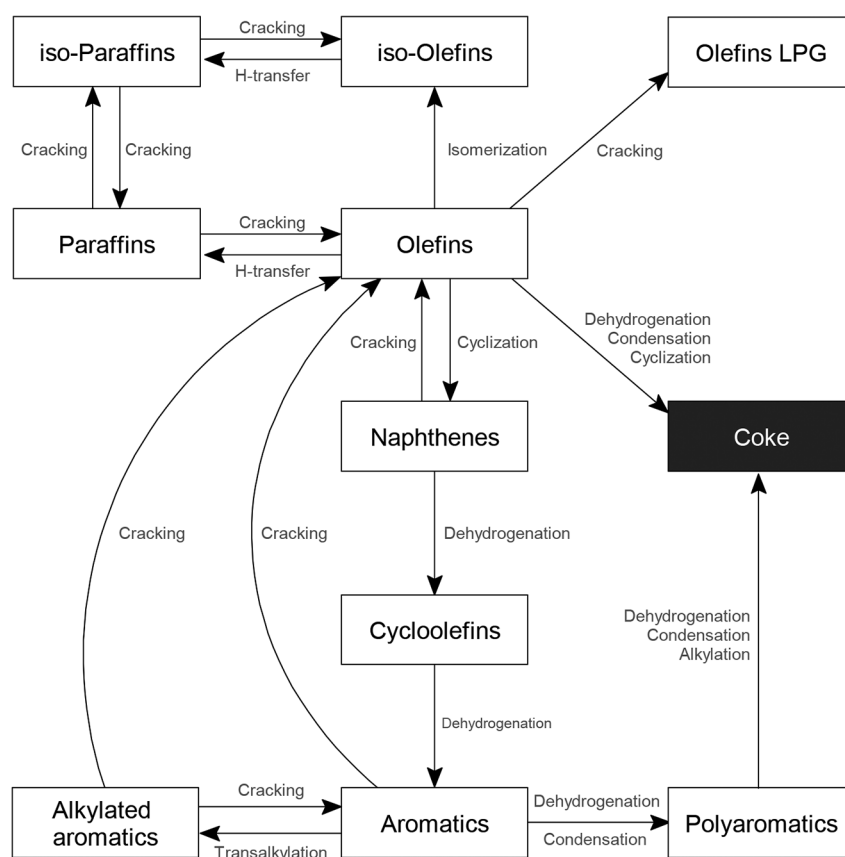 iso-Paraffins
Cracking
H-transfer
iso-Olefins
Olefins LPG
Cracking
Cracking
Isomerization
Cracking
Paraffins
Cracking
H-transfer
Olefins
Dehydrogenation
Condensation
Cyclization
Cracking
Cyclization
Naphthenes
Coke
Cracking
Cracking
Dehydrogenation
Cycloolefins
Dehydrogenation
Condensation
Alkylation
Dehydrogenation
Alkylated
aromatics
Cracking
Transalkylation
Aromatics
Dehydrogenation
Condensation
Polyaromatics